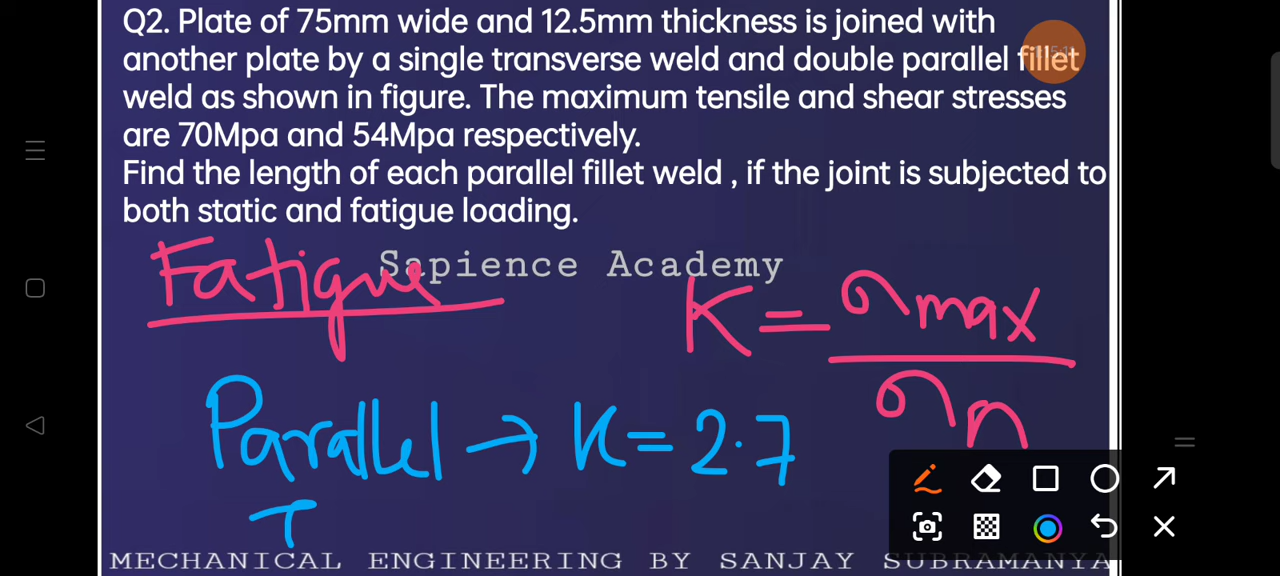 Q2. Plate of 75mm wide and 12.5mm thickness is joined with
another plate by a single transverse weld and double parallel fillet
weld as shown in figure. The maximum tensile and shear stresses
are 70Mpa and 54Mpa respectively.
Find the length of each parallel fillet weld , if the joint is subjected to
both static and fatigue loading.
Sapience Academy
Fatigue
K = σmax / σn
Parallel → K = 2.7
T
MECHANICAL ENGINEERING BY SANJAY SUBRAMANYA